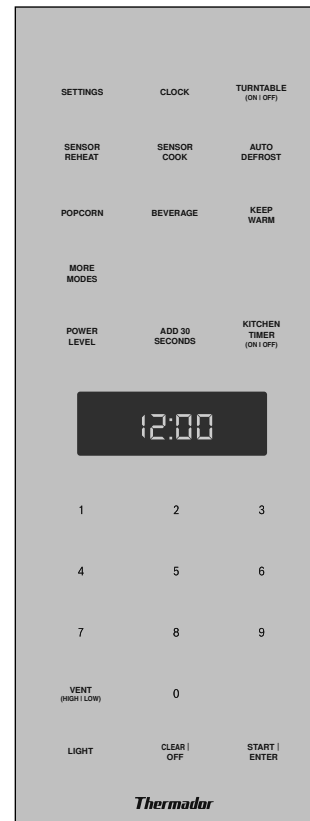 SETTINGS CLOCK TURNTABLE
(ON | OFF)
SENSOR SENSOR AUTO
REHEAT COOK DEFROST
POPCORN BEVERAGE KEEP
WARM
MORE
MODES
POWER ADD 30 KITCHEN
LEVEL SECONDS TIMER
(ON | OFF)
12:00
1 2 3
4 5 6
7 8 9
VENT 0
(HIGH | LOW)
LIGHT CLEAR | START |
OFF ENTER
Thermador